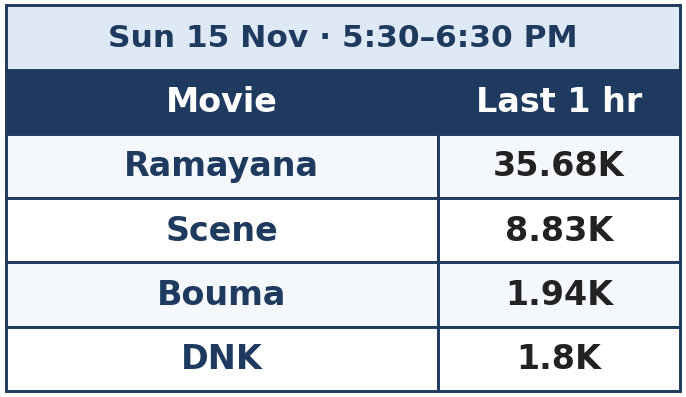 Sun 15 Nov · 5:30–6:30 PM
Movie Last 1 hr
Ramayana 35.68K
Scene 8.83K
Bouma 1.94K
DNK 1.8K